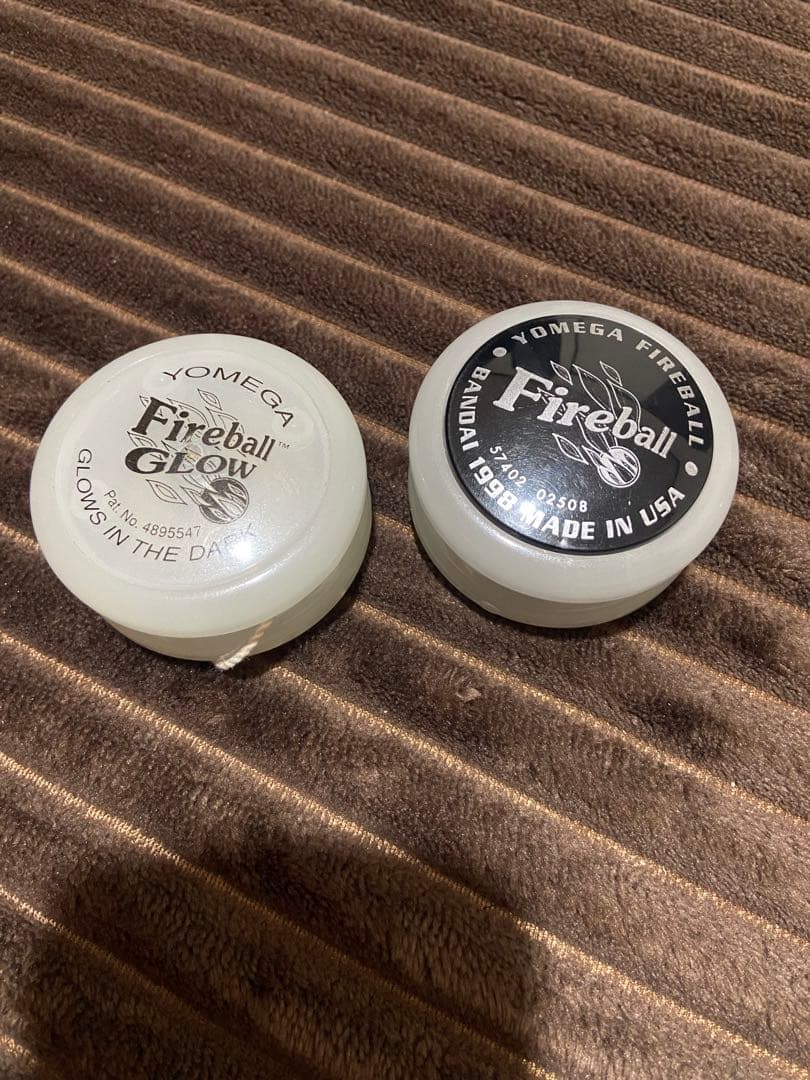 YOMEGA
Fireball™
GLOW
Pat. No. 4895547
GLOWS IN THE DARK
YOMEGA FIREBALL
Fireball
57402 02508
BANDAI 1998 MADE IN USA